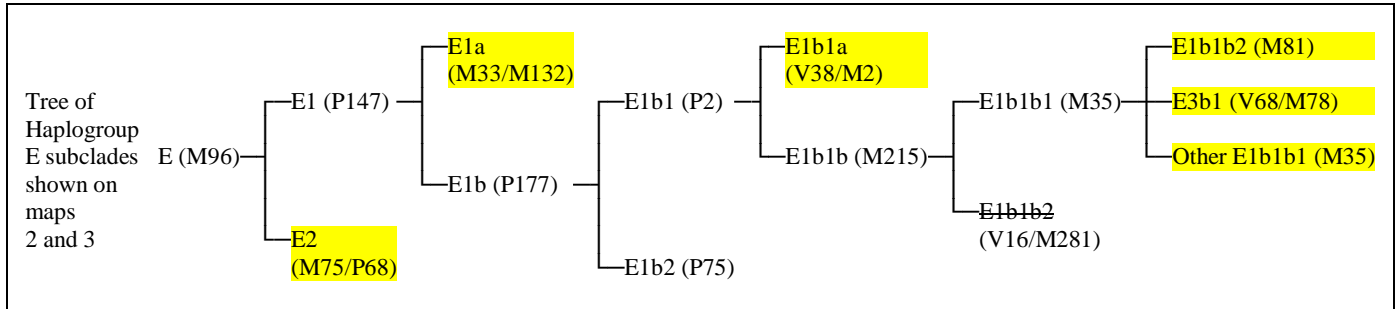 Tree of
Haplogroup
E subclades
shown on
maps
2 and 3
E (M96)
E1 (P147)
E2
(M75/P68)
E1a
(M33/M132)
E1b (P177)
E1b1 (P2)
E1b2 (P75)
E1b1a
(V38/M2)
E1b1b (M215)
E1b1b1 (M35)
E1b1b2
(V16/M281)
E1b1b2 (M81)
E3b1 (V68/M78)
Other E1b1b1 (M35)